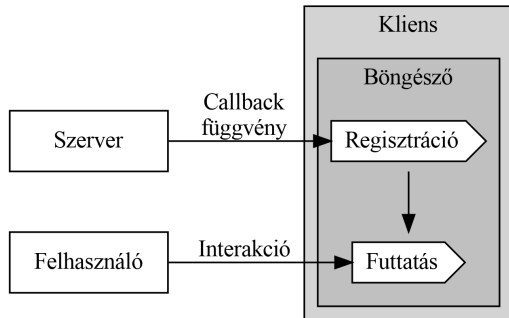 Kliens
Böngésző
Callback
függvény
Szerver
Regisztráció
Interakció
Felhasználó
Futtatás